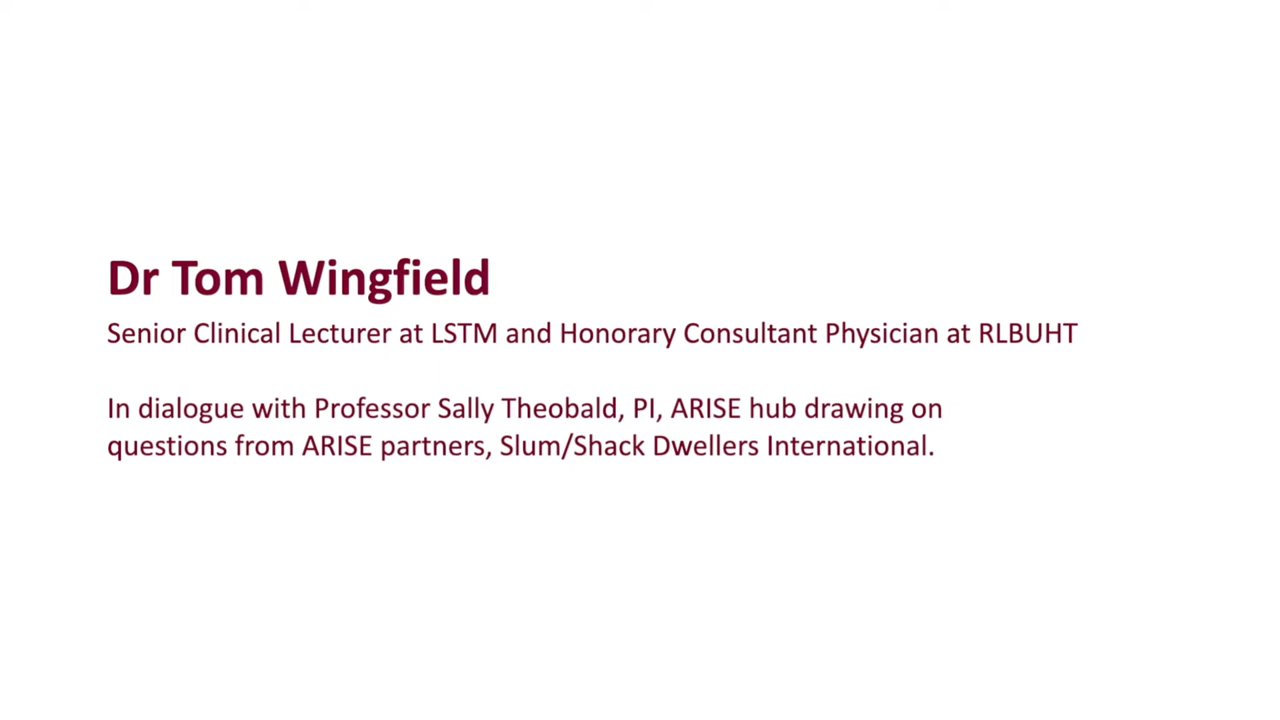 Dr Tom Wingfield
Senior Clinical Lecturer at LSTM and Honorary Consultant Physician at RLBUHT
In dialogue with Professor Sally Theobald, PI, ARISE hub drawing on
questions from ARISE partners, Slum/Shack Dwellers International.